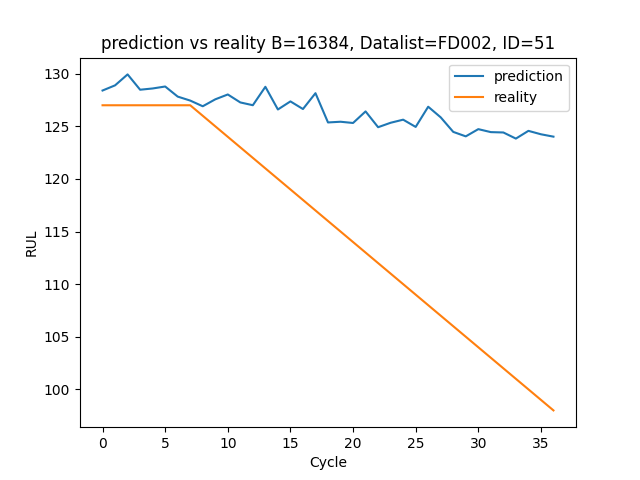 prediction vs reality B=16384, Datalist=FD002, ID=51
prediction
reality
130
125
120
115
110
105
100
RUL
0 5 10 15 20 25 30 35
Cycle